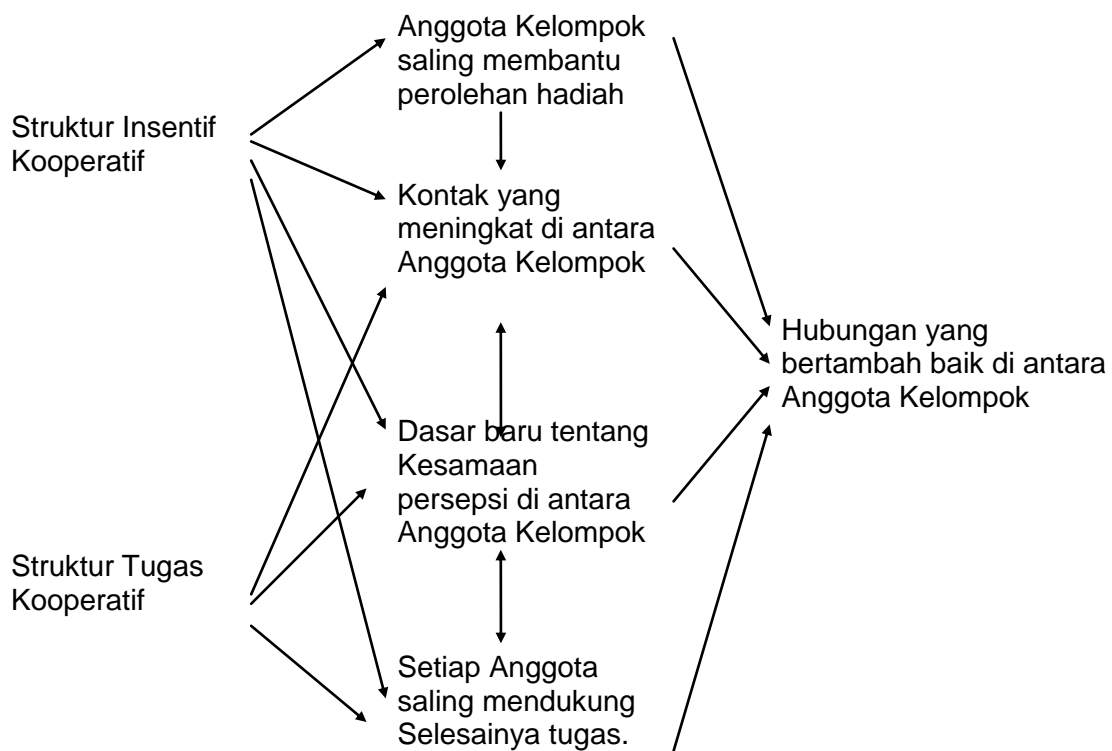 Anggota Kelompok
saling membantu
perolehan hadiah
Struktur Insentif
Kooperatif
Kontak yang
meningkat di antara
Anggota Kelompok
Hubungan yang
bertambah baik di antara
Anggota Kelompok
Dasar baru tentang
Kesamaan
persepsi di antara
Anggota Kelompok
Struktur Tugas
Kooperatif
Setiap Anggota
saling mendukung
Selesainya tugas.